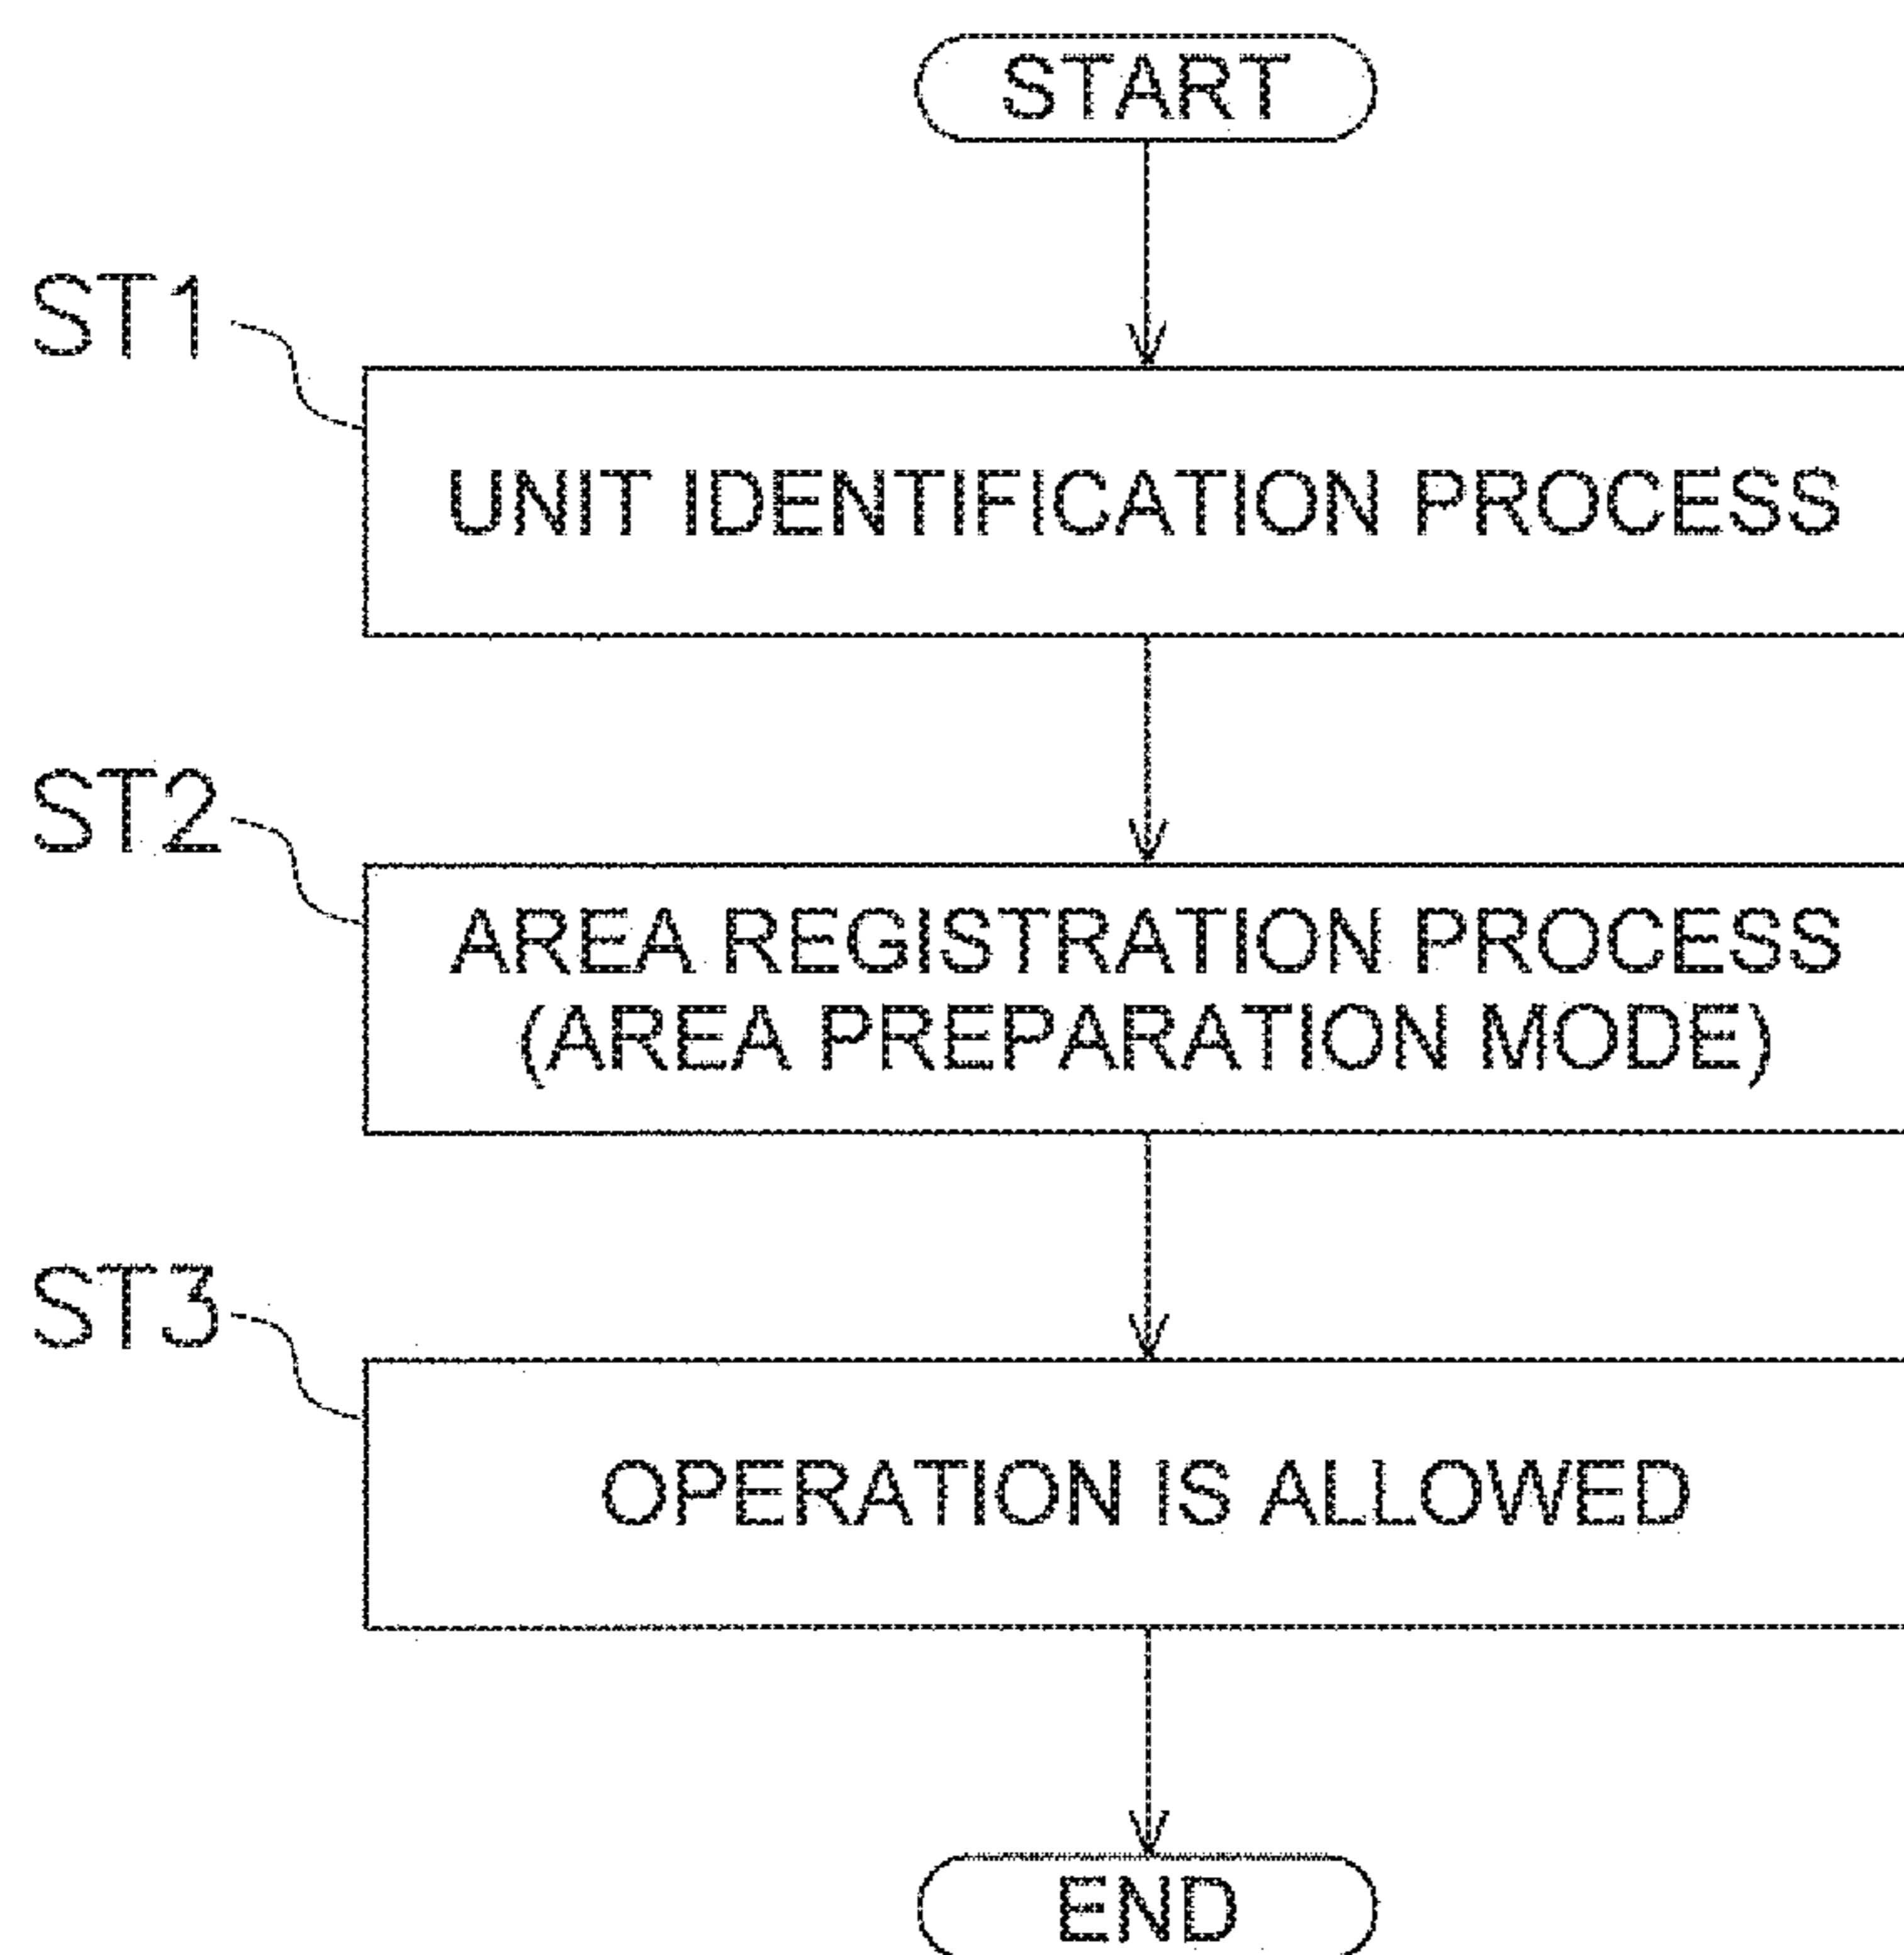 START
ST1
UNIT IDENTIFICATION PROCESS
ST2
AREA REGISTRATION PROCESS
(AREA PREPARATION MODE)
ST3
OPERATION IS ALLOWED
END